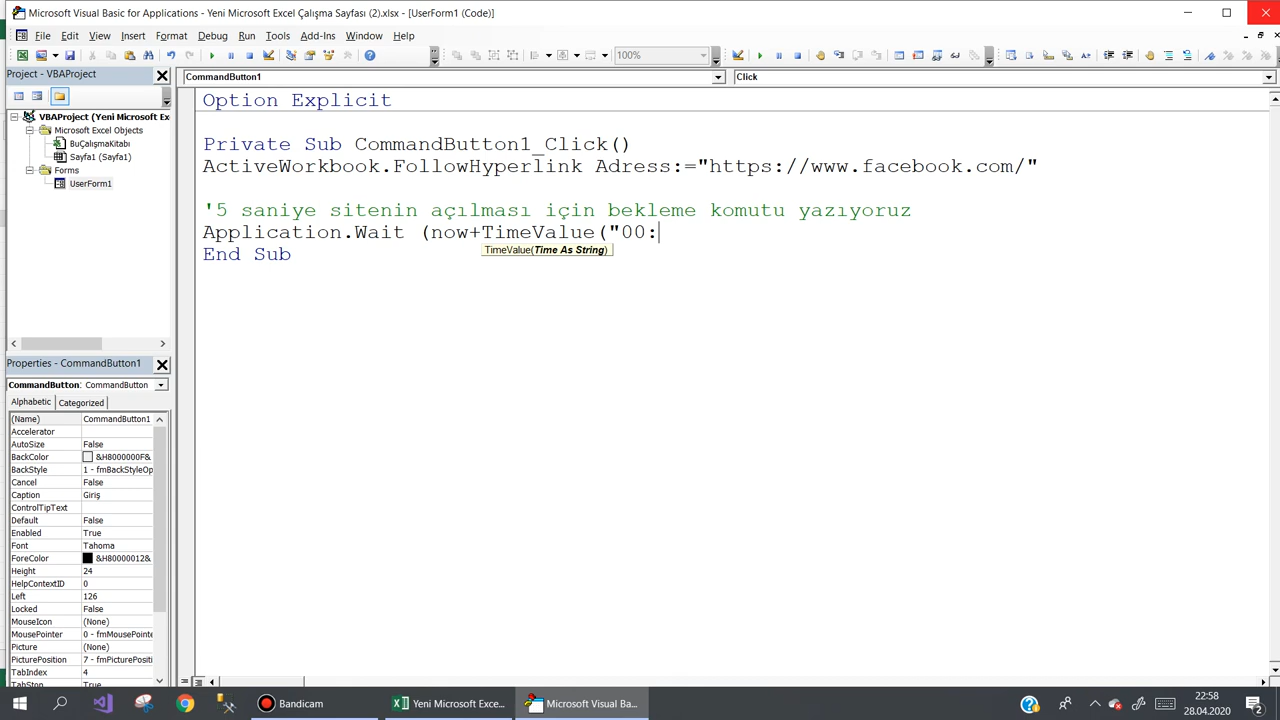 Microsoft Visual Basic for Applications - Yeni Microsoft Excel Çalışma Sayfası (2).xlsx - [UserForm1 (Code)]
File Edit View Insert Format Debug Run Tools Add-Ins Window Help
100%
Project - VBAProject
CommandButton1
Click
VBAProject (Yeni Microsoft Ex
Microsoft Excel Objects
BuÇalışmaKitabı
Sayfa1 (Sayfa1)
Forms
UserForm1
Option Explicit
Private Sub CommandButton1_Click()
ActiveWorkbook.FollowHyperlink Adress:="https://www.facebook.com/"
'5 saniye sitenin açılması için bekleme komutu yazıyoruz
Application.Wait (now+TimeValue("00:
TimeValue(Time As String)
End Sub
Properties - CommandButton1
CommandButton1 CommandButton
Alphabetic Categorized
(Name) CommandButton1
Accelerator
AutoSize False
BackColor &H8000000F&
BackStyle 1 - fmBackStyleOp
Cancel False
Caption Giriş
ControlTipText
Default False
Enabled True
Font Tahoma
ForeColor &H80000012&
Height 24
HelpContextID 0
Left 126
Locked False
MouseIcon (None)
MousePointer 0 - fmMousePointe
Picture (None)
PicturePosition 7 - fmPicturePositi
TabIndex 4
TabStop True
Bandicam
Yeni Microsoft Exce...
Microsoft Visual Ba...
22:58
28.04.2020
2